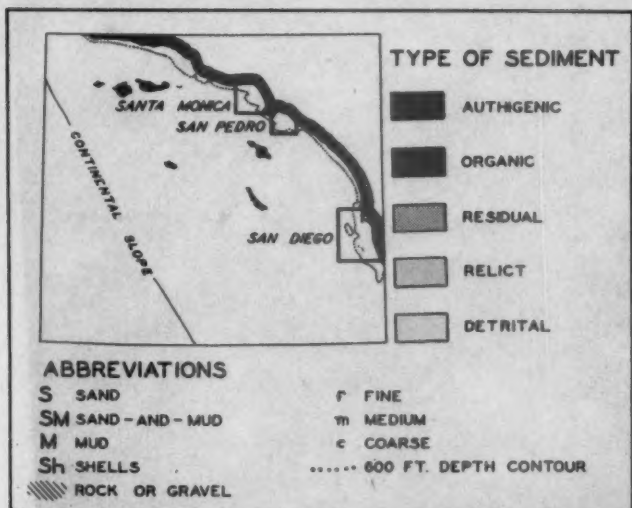 TYPE OF SEDIMENT
SANTA MONICA
SAN PEDRO
CONTINENTAL SLOPE
SAN DIEGO
AUTHIGENIC
ORGANIC
RESIDUAL
RELICT
DETRITAL
ABBREVIATIONS
S SAND
SM SAND-AND-MUD
M MUD
Sh SHELLS
ROCK OR GRAVEL
f FINE
m MEDIUM
c COARSE
600 FT. DEPTH CONTOUR